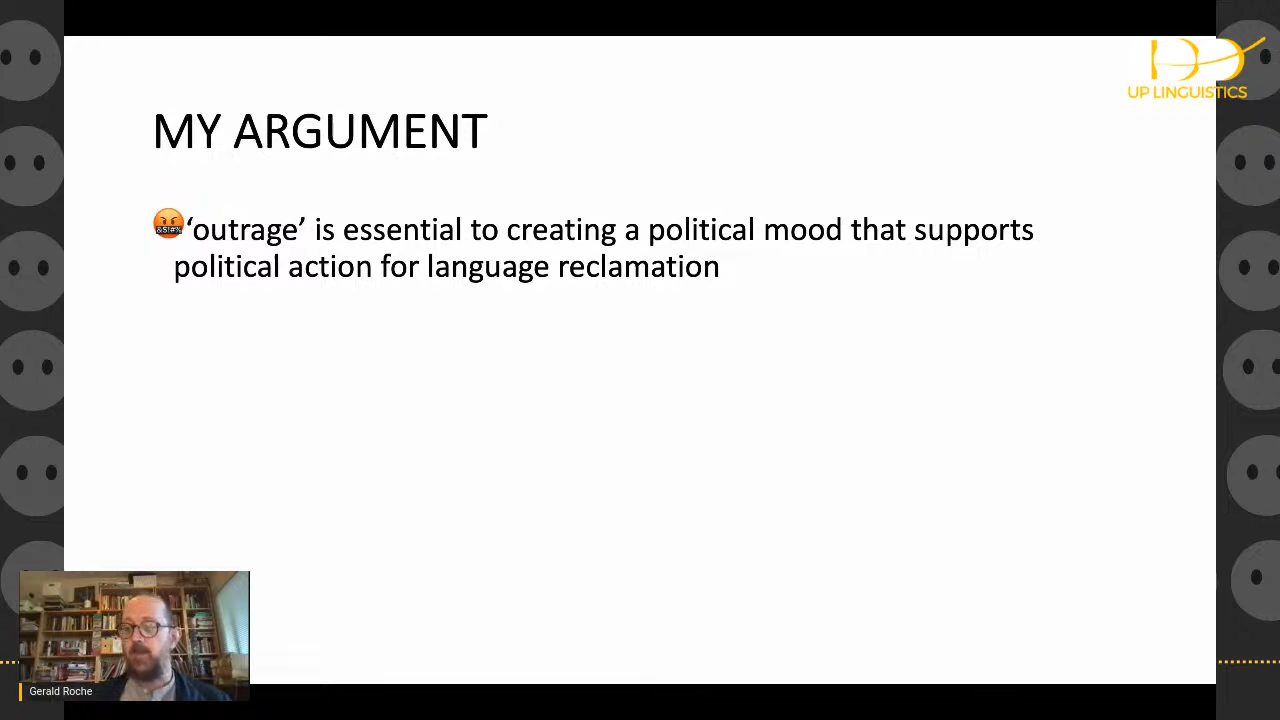 UP LINGUISTICS
MY ARGUMENT
&$!#%
‘outrage’ is essential to creating a political mood that supports
political action for language reclamation
Gerald Roche